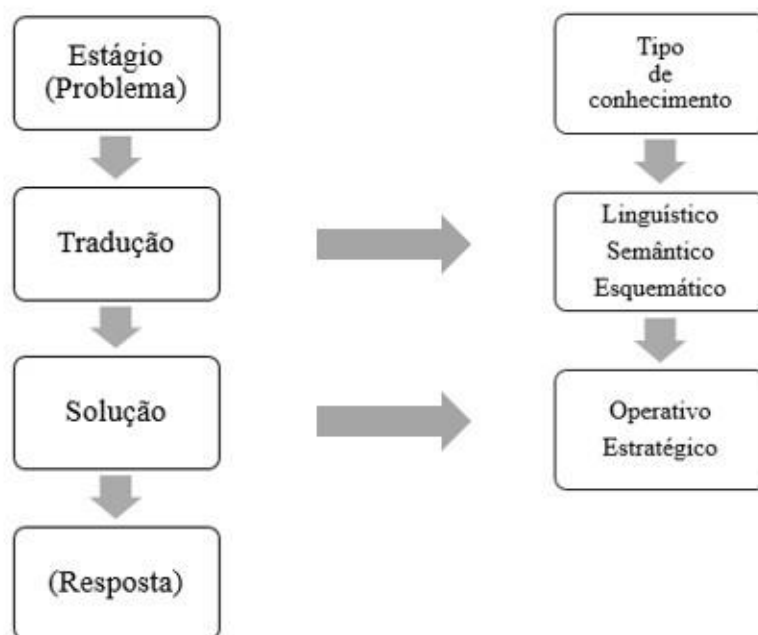 Estágio
(Problema)
Tradução
Solução
(Resposta)
Tipo
de
conhecimento
Linguístico
Semântico
Esquemático
Operativo
Estratégico